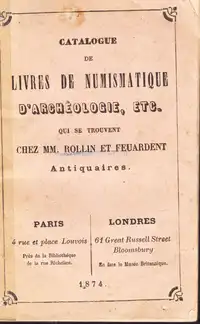 CATALOGUE
DE
LIVRES DE NUMISMATIQUE
D'ARCHÉOLOGIE, ETC.
QUI SE TROUVENT
CHEZ MM. ROLLIN ET FEUARDENT
Antiquaires.
PARIS
4 rue et place Louvois
Près de la Bibliothèque
de la rue Richelieu.
LONDRES
61 Great Russell Street
Bloomsbury
En face le Musée Britannique.
1874